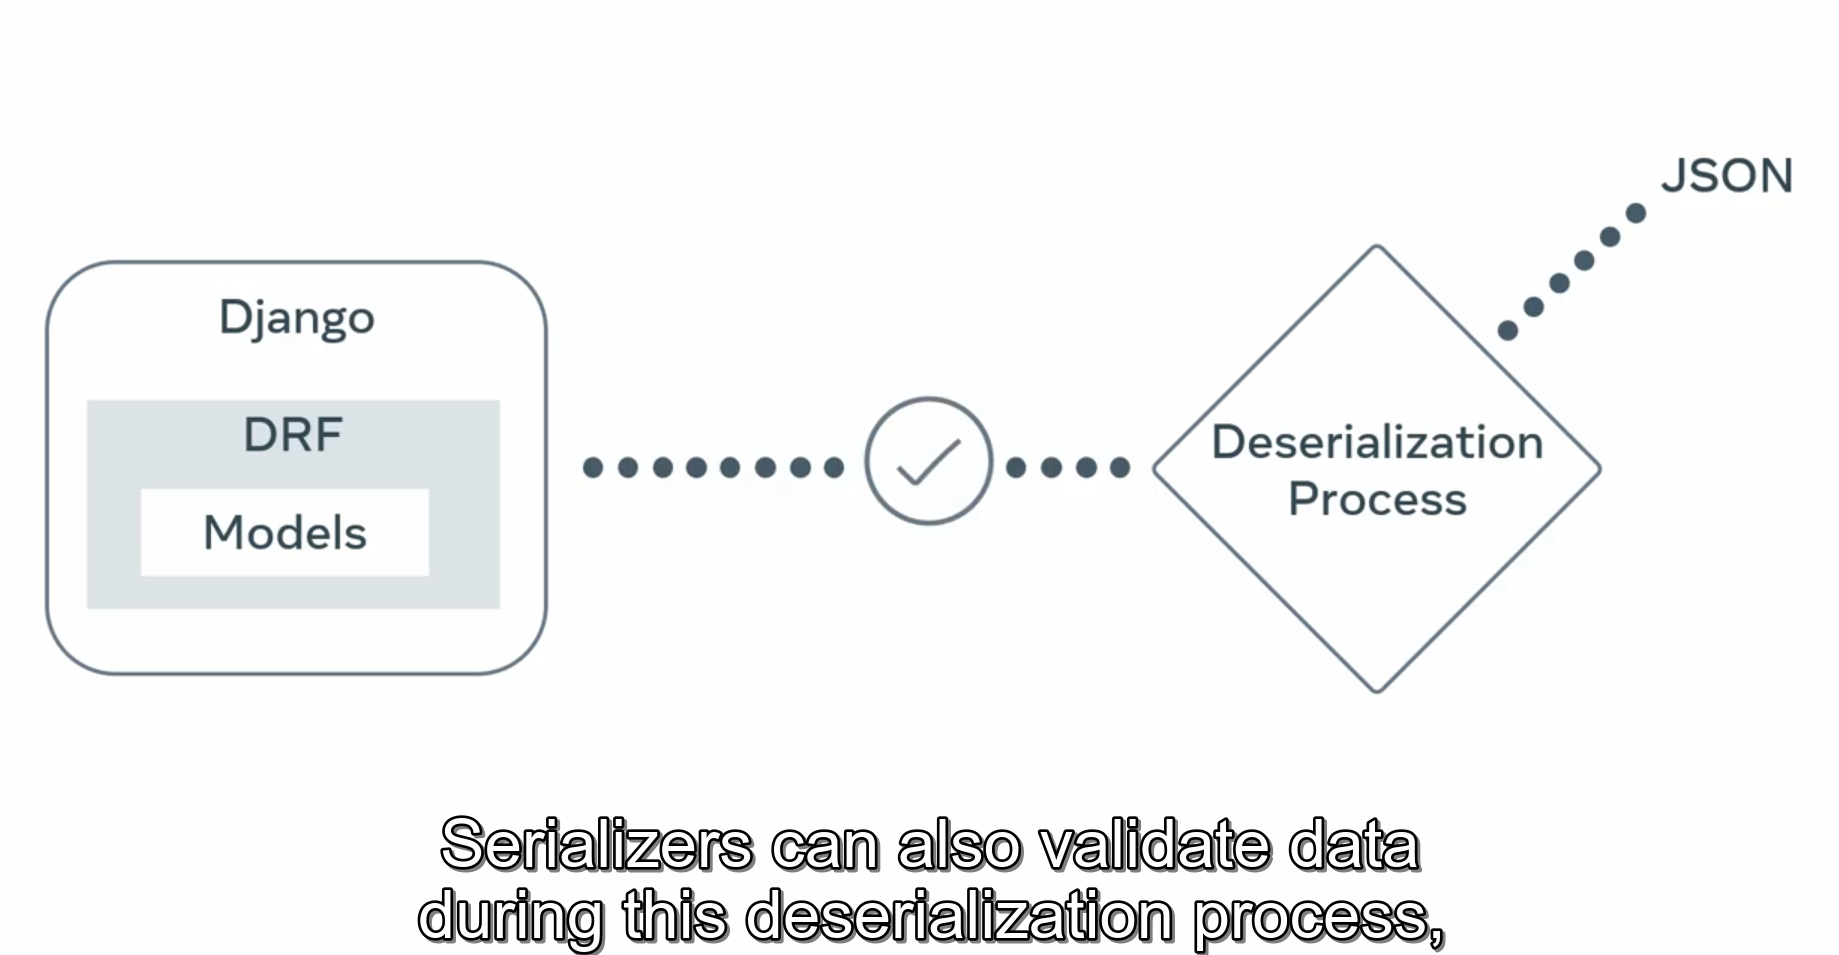 JSON
Django
DRF
Models
Deserialization
Process
Serializers can also validate data
during this deserialization process,